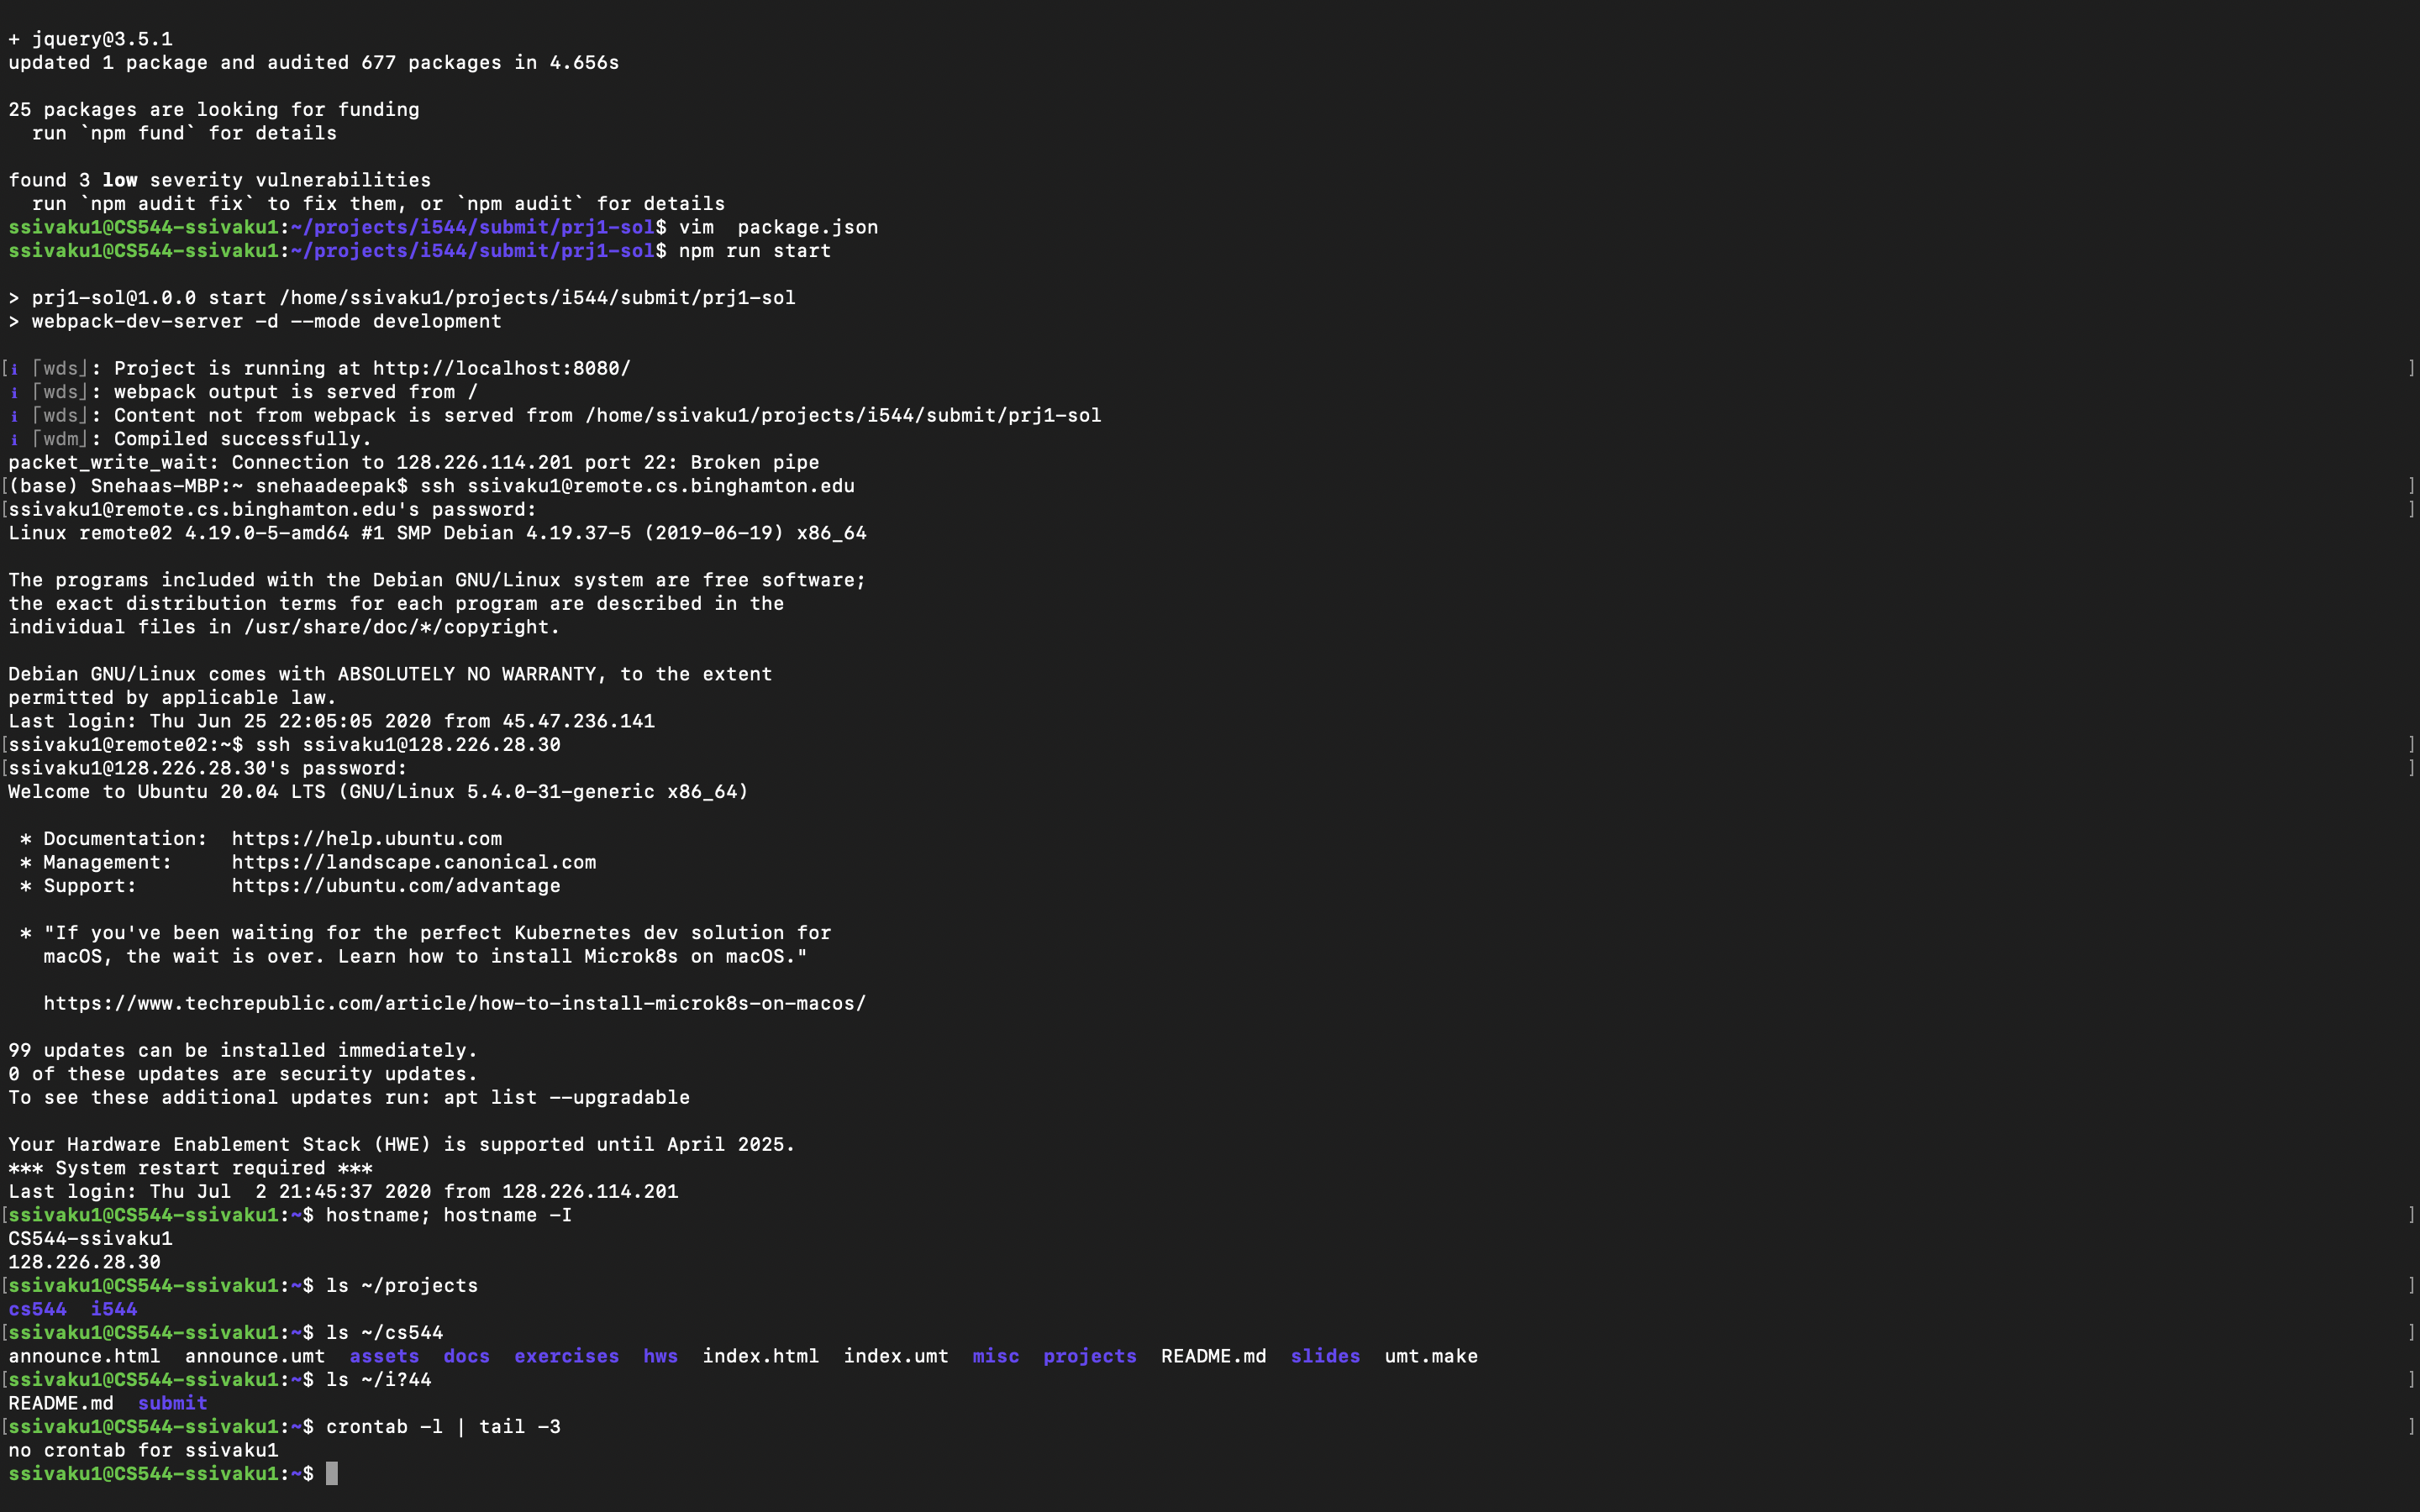 + jquery@3.5.1
updated 1 package and audited 677 packages in 4.656s
25 packages are looking for funding
  run `npm fund` for details
found 3 low severity vulnerabilities
  run `npm audit fix` to fix them, or `npm audit` for details
ssivaku1@CS544-ssivaku1:~/projects/i544/submit/prj1-sol$ vim  package.json
ssivaku1@CS544-ssivaku1:~/projects/i544/submit/prj1-sol$ npm run start
> prj1-sol@1.0.0 start /home/ssivaku1/projects/i544/submit/prj1-sol
> webpack-dev-server -d --mode development
[ℹ ｢wds｣: Project is running at http://localhost:8080/ ]
ℹ ｢wds｣: webpack output is served from /
ℹ ｢wds｣: Content not from webpack is served from /home/ssivaku1/projects/i544/submit/prj1-sol
ℹ ｢wdm｣: Compiled successfully.
packet_write_wait: Connection to 128.226.114.201 port 22: Broken pipe
[(base) Snehaas-MBP:~ snehaadeepak$ ssh ssivaku1@remote.cs.binghamton.edu ]
[ssivaku1@remote.cs.binghamton.edu's password: ]
Linux remote02 4.19.0-5-amd64 #1 SMP Debian 4.19.37-5 (2019-06-19) x86_64
The programs included with the Debian GNU/Linux system are free software;
the exact distribution terms for each program are described in the
individual files in /usr/share/doc/*/copyright.
Debian GNU/Linux comes with ABSOLUTELY NO WARRANTY, to the extent
permitted by applicable law.
Last login: Thu Jun 25 22:05:05 2020 from 45.47.236.141
[ssivaku1@remote02:~$ ssh ssivaku1@128.226.28.30 ]
[ssivaku1@128.226.28.30's password: ]
Welcome to Ubuntu 20.04 LTS (GNU/Linux 5.4.0-31-generic x86_64)
 * Documentation:  https://help.ubuntu.com
 * Management:     https://landscape.canonical.com
 * Support:        https://ubuntu.com/advantage
 * "If you've been waiting for the perfect Kubernetes dev solution for
   macOS, the wait is over. Learn how to install Microk8s on macOS."
   https://www.techrepublic.com/article/how-to-install-microk8s-on-macos/
99 updates can be installed immediately.
0 of these updates are security updates.
To see these additional updates run: apt list --upgradable
Your Hardware Enablement Stack (HWE) is supported until April 2025.
*** System restart required ***
Last login: Thu Jul  2 21:45:37 2020 from 128.226.114.201
[ssivaku1@CS544-ssivaku1:~$ hostname; hostname -I ]
CS544-ssivaku1
128.226.28.30
[ssivaku1@CS544-ssivaku1:~$ ls ~/projects ]
cs544  i544
[ssivaku1@CS544-ssivaku1:~$ ls ~/cs544 ]
announce.html  announce.umt  assets  docs  exercises  hws  index.html  index.umt  misc  projects  README.md  slides  umt.make
[ssivaku1@CS544-ssivaku1:~$ ls ~/i?44 ]
README.md  submit
[ssivaku1@CS544-ssivaku1:~$ crontab -l | tail -3 ]
no crontab for ssivaku1
ssivaku1@CS544-ssivaku1:~$